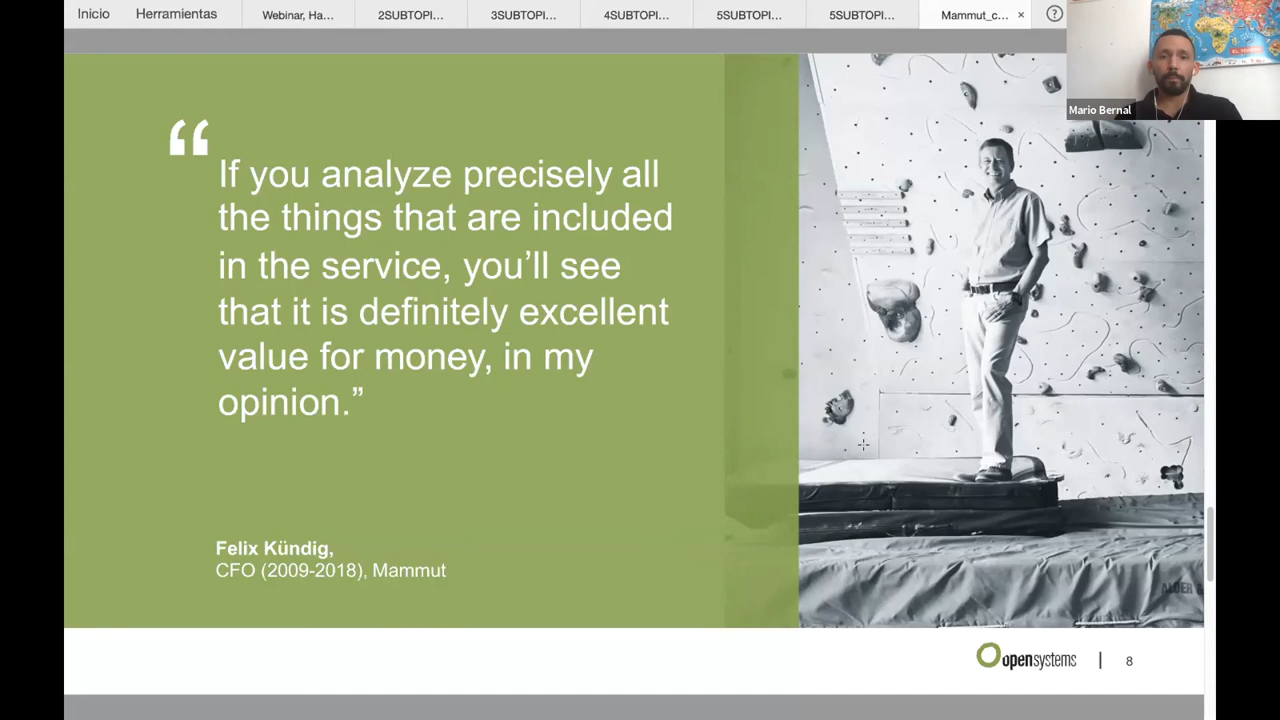 Inicio
Herramientas
Webinar, Ha...
2SUBTOPI...
3SUBTOPI...
4SUBTOPI...
5SUBTOPI...
5SUBTOPI...
Mammut_c... ×
?
Mario Bernal
“
If you analyze precisely all
the things that are included
in the service, you’ll see
that it is definitely excellent
value for money, in my
opinion.”
Felix Kündig,
CFO (2009-2018), Mammut
open systems | 8